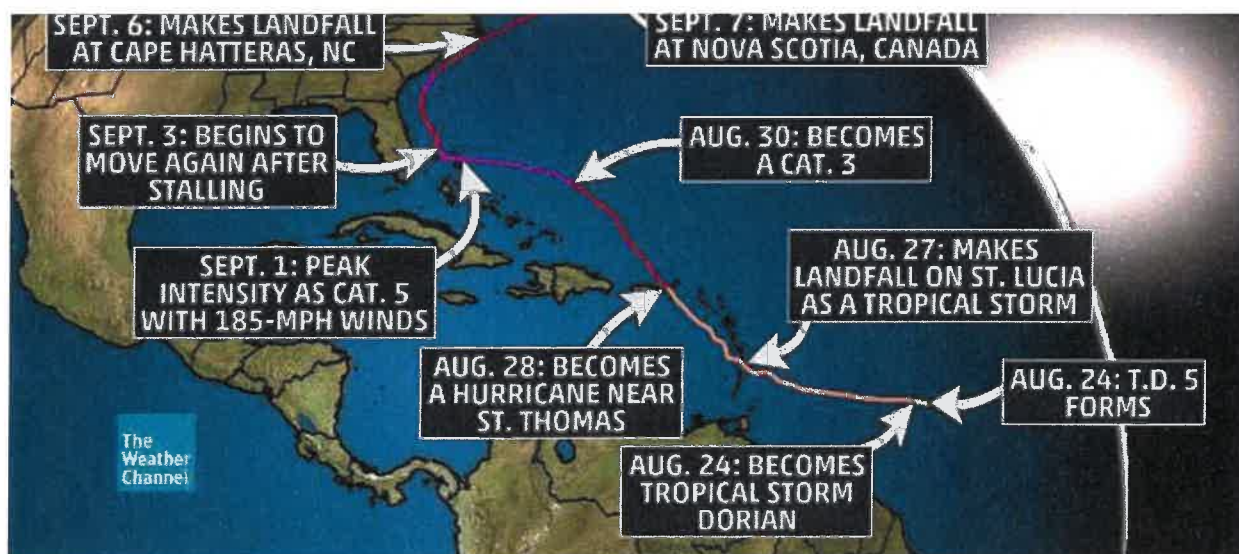 SEPT. 6: MAKES LANDFALL
AT CAPE HATTERAS, NC
SEPT. 7: MAKES LANDFALL
AT NOVA SCOTIA, CANADA
SEPT. 3: BEGINS TO
MOVE AGAIN AFTER
STALLING
AUG. 30: BECOMES
A CAT. 3
SEPT. 1: PEAK
INTENSITY AS CAT. 5
WITH 185-MPH WINDS
AUG. 27: MAKES
LANDFALL ON ST. LUCIA
AS A TROPICAL STORM
AUG. 28: BECOMES
A HURRICANE NEAR
ST. THOMAS
AUG. 24: T.D. 5
FORMS
AUG. 24: BECOMES
TROPICAL STORM
DORIAN
The
Weather
Channel